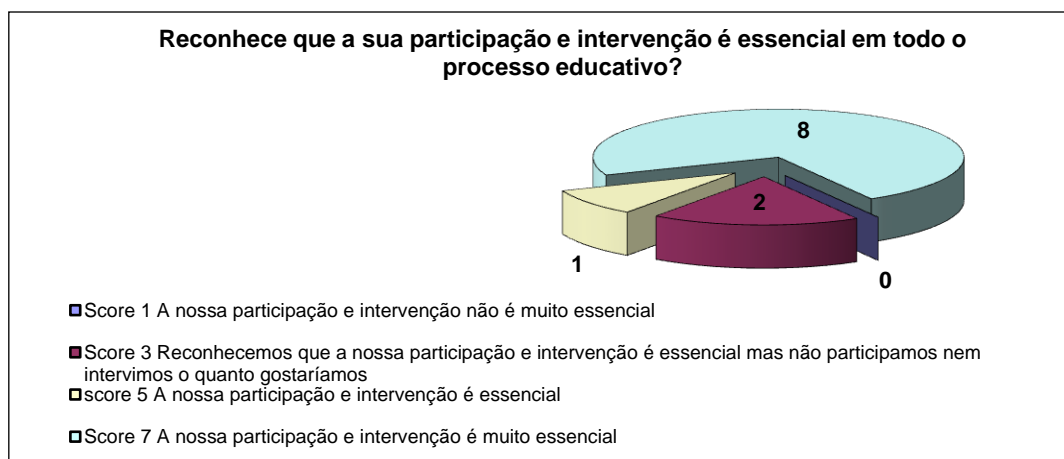 Reconhece que a sua participação e intervenção é essencial em todo o
processo educativo?
8
2
1
0
Score 1 A nossa participação e intervenção não é muito essencial
Score 3 Reconhecemos que a nossa participação e intervenção é essencial mas não participamos nem
intervimos o quanto gostaríamos
score 5 A nossa participação e intervenção é essencial
Score 7 A nossa participação e intervenção é muito essencial